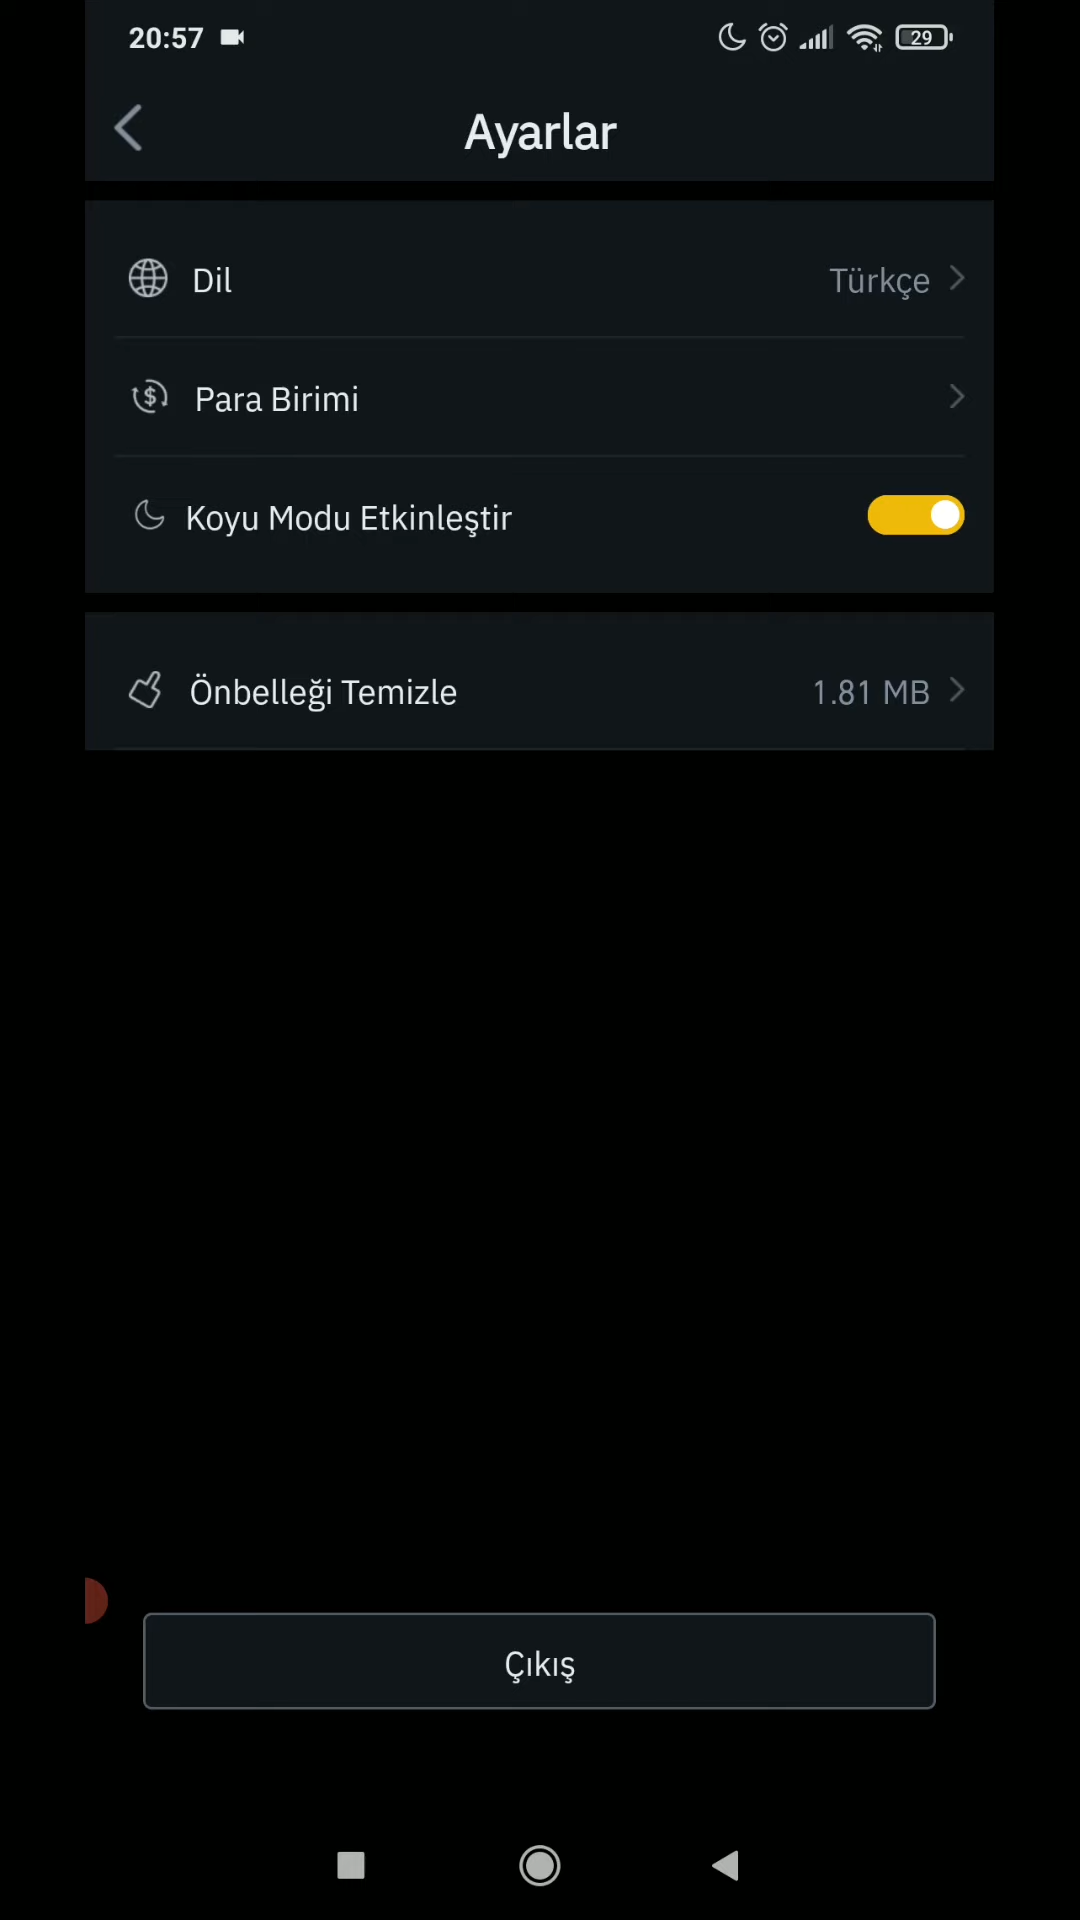 20:57
29
Ayarlar
Dil
Türkçe
Para Birimi
Koyu Modu Etkinleştir
Önbelleği Temizle
1.81 MB
Çıkış